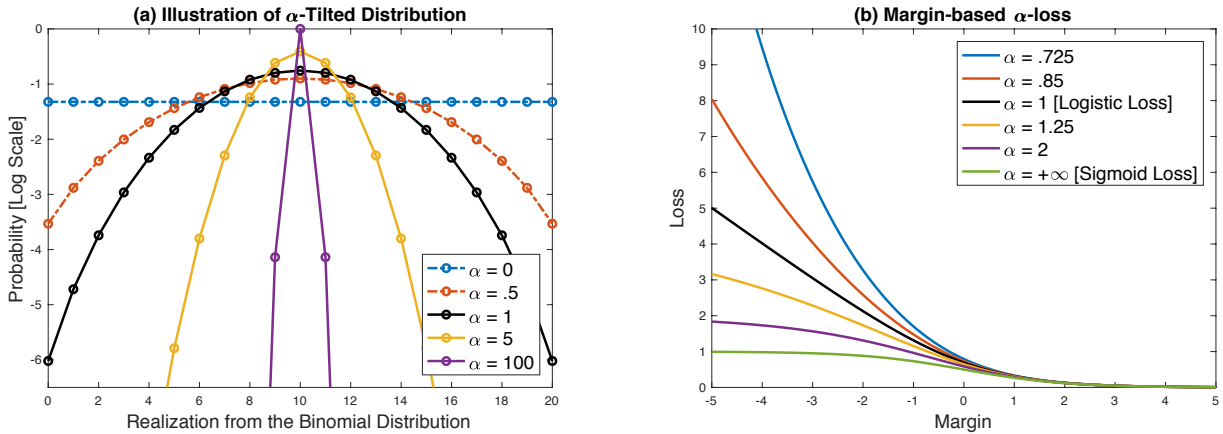 (a) Illustration of α-Tilted Distribution
0
-1
-2
-3
-4
-5
-6
Probability [Log Scale]
α = 0
α = .5
α = 1
α = 5
α = 100
0 2 4 6 8 10 12 14 16 18 20
Realization from the Binomial Distribution
(b) Margin-based α-loss
10
9
8
7
6
5
4
3
2
1
0
Loss
α = .725
α = .85
α = 1 [Logistic Loss]
α = 1.25
α = 2
α = +∞ [Sigmoid Loss]
-5 -4 -3 -2 -1 0 1 2 3 4 5
Margin